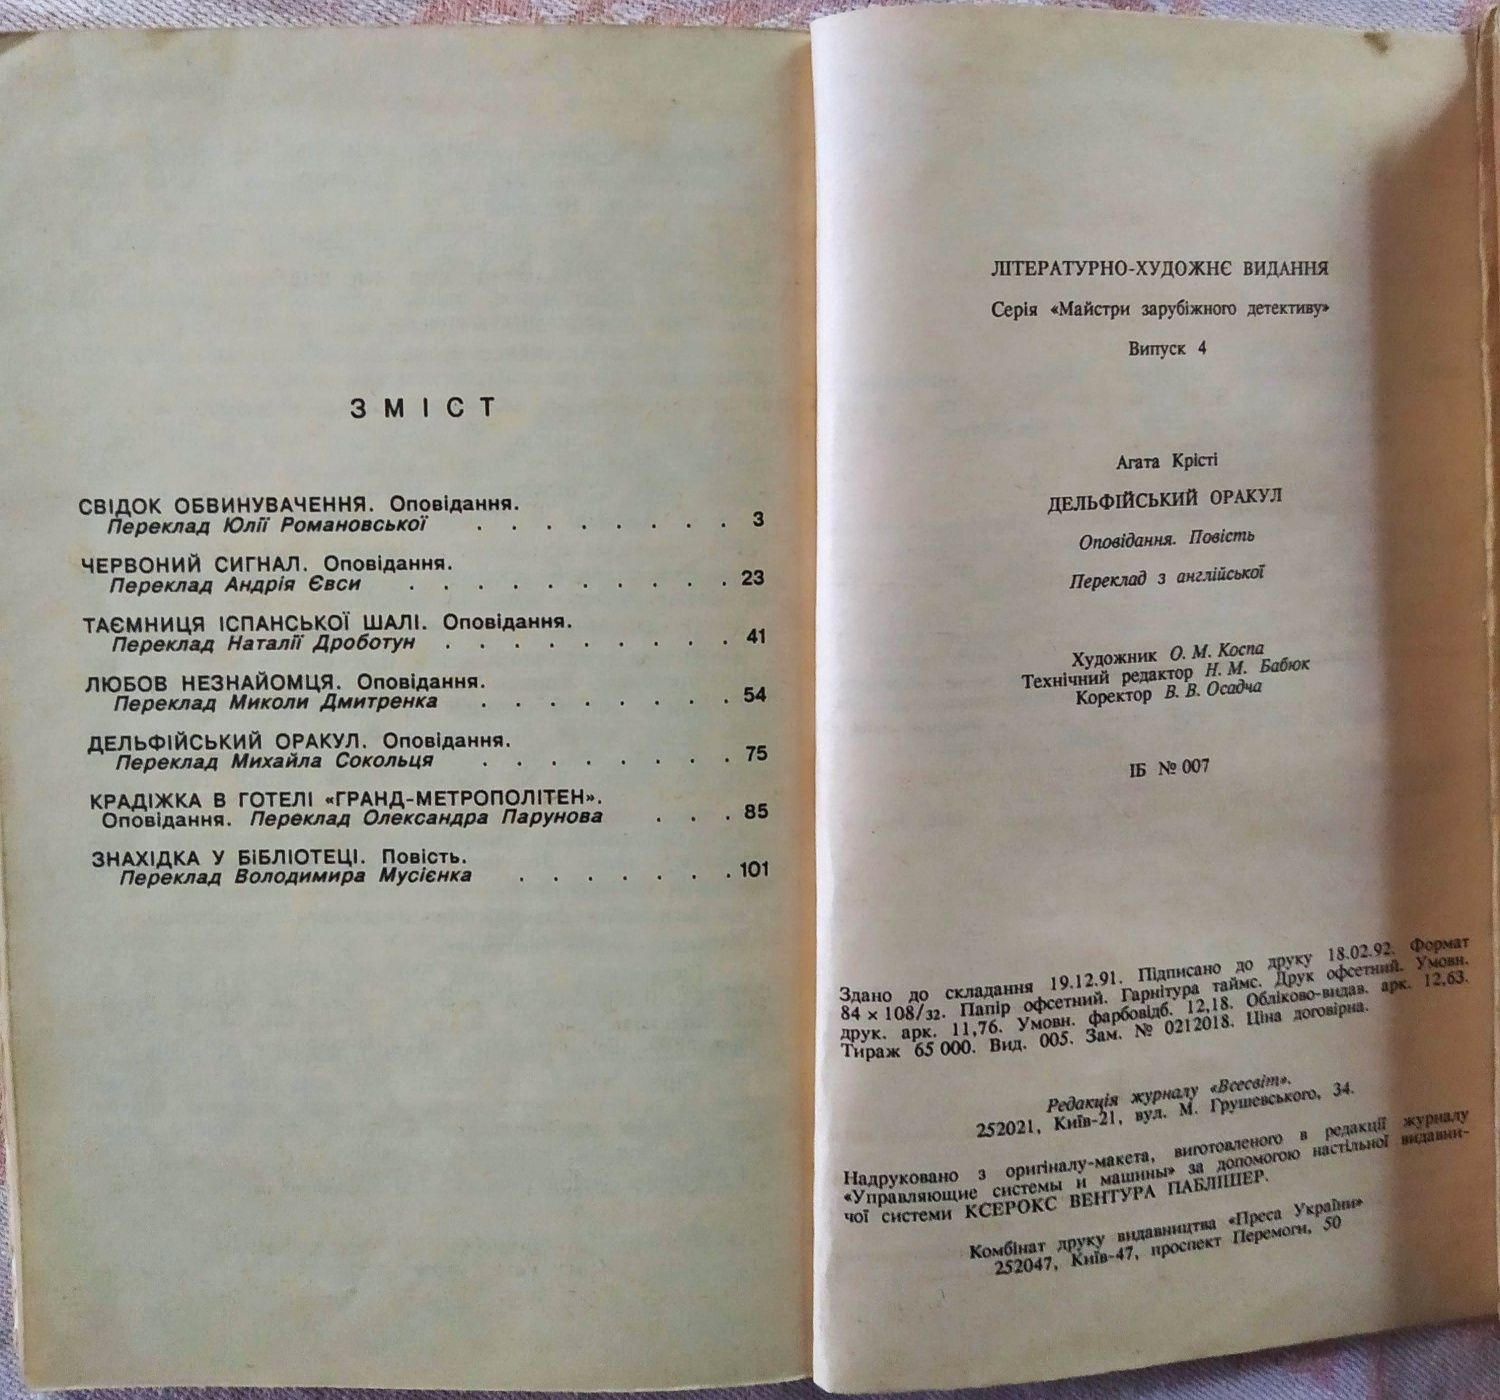 ЗМІСТ
СВІДОК ОБВИНУВАЧЕННЯ. Оповідання.
Переклад Юлії Романовської . . . . . . . . 3
ЧЕРВОНИЙ СИГНАЛ. Оповідання.
Переклад Андрія Євси . . . . . . . . . . 23
ТАЄМНИЦЯ ІСПАНСЬКОЇ ШАЛІ. Оповідання.
Переклад Наталії Дроботун . . . . . . . . . 41
ЛЮБОВ НЕЗНАЙОМЦЯ. Оповідання.
Переклад Миколи Дмитренка . . . . . . . . 54
ДЕЛЬФІЙСЬКИЙ ОРАКУЛ. Оповідання.
Переклад Михайла Сокольця . . . . . . . . 75
КРАДІЖКА В ГОТЕЛІ «ГРАНД-МЕТРОПОЛІТЕН».
Оповідання. Переклад Олександра Парунова . . . 85
ЗНАХІДКА У БІБЛІОТЕЦІ. Повість.
Переклад Володимира Мусієнка . . . . . . . 101
ЛІТЕРАТУРНО-ХУДОЖНЄ ВИДАННЯ
Серія «Майстри зарубіжного детективу»
Випуск 4
Агата Крісті
ДЕЛЬФІЙСЬКИЙ ОРАКУЛ
Оповідання. Повість
Переклад з англійської
Художник О. М. Коспа
Технічний редактор Н. М. Бабюк
Коректор В. В. Осадча
ІБ № 007
Здано до складання 19.12.91. Підписано до друку 18.02.92. Формат
84 × 108/32. Папір офсетний. Гарнітура таймс. Друк офсетний. Умовн.
друк. арк. 11,76. Умовн. фарбовідб. 12,18. Обліково-видав. арк. 12,63.
Тираж 65 000. Вид. 005. Зам. № 0212018. Ціна договірна.
Редакція журналу «Всесвіт».
252021, Київ-21, вул. М. Грушевського, 34.
Надруковано з оригіналу-макета, виготовленого в редакції журналу
«Управляющие системы и машины» за допомогою настільної видавни-
чої системи КСЕРОКС ВЕНТУРА ПАБЛІШЕР.
Комбінат друку видавництва «Преса України»
252047, Київ-47, проспект Перемоги, 50